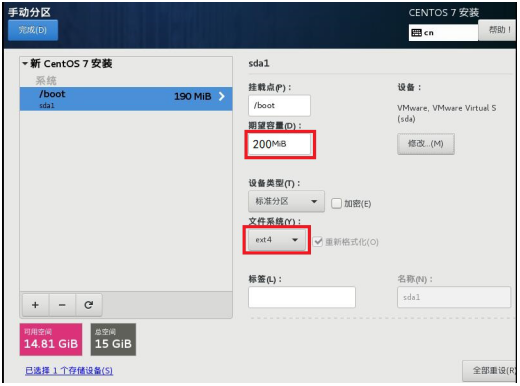 手动分区
CENTOS 7 安装
完成(D)
cn
帮助！
新 CentOS 7 安装
系统
/boot
190 MiB
sda1
sda1
挂载点(P)：
/boot
期望容量(D)：
200MiB
设备：
VMware, VMware Virtual S
(sda)
修改...(M)
设备类型(T)：
标准分区
加密(E)
文件系统(Y)：
ext4
重新格式化(O)
标签(L)：
名称(N)：
sda1
+ −
可用空间
14.81 GiB
总空间
15 GiB
已选择 1 个存储设备(S)
全部重设(R